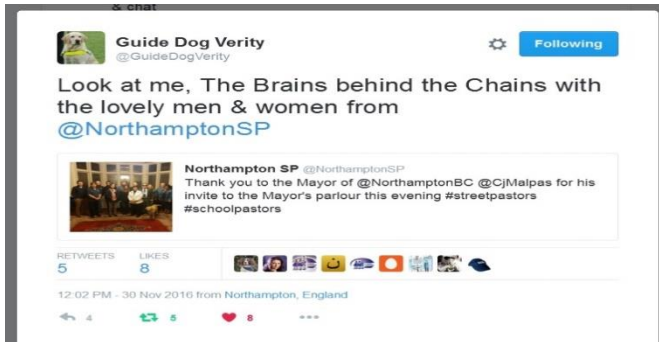 & chat
Guide Dog Verity
@GuideDogVerity
Following
Look at me, The Brains behind the Chains with
the lovely men & women from
@NorthamptonSP
Northampton SP @NorthamptonSP
Thank you to the Mayor of @NorthamptonBC @CjMalpas for his
invite to the Mayor's parlour this evening #streetpastors
#schoolpastors
RETWEETS LIKES
5 8
12:02 PM - 30 Nov 2016 from Northampton, England
4 5 8